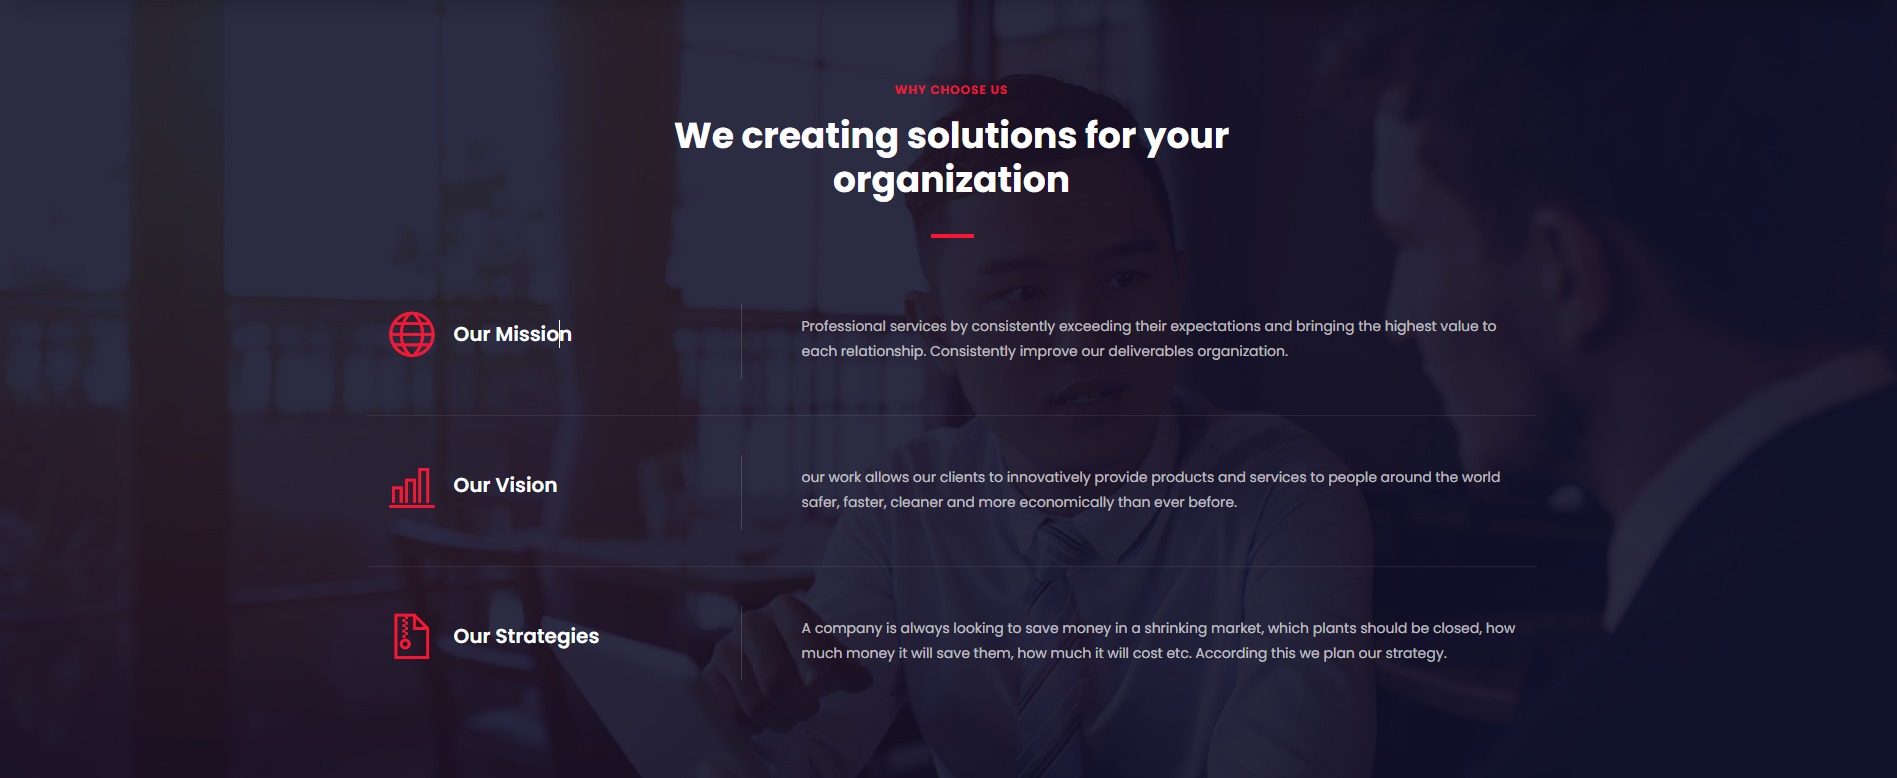 WHY CHOOSE US
We creating solutions for your
organization
Our Mission
Professional services by consistently exceeding their expectations and bringing the highest value to
each relationship. Consistently improve our deliverables organization.
Our Vision
our work allows our clients to innovatively provide products and services to people around the world
safer, faster, cleaner and more economically than ever before.
Our Strategies
A company is always looking to save money in a shrinking market, which plants should be closed, how
much money it will save them, how much it will cost etc. According this we plan our strategy.